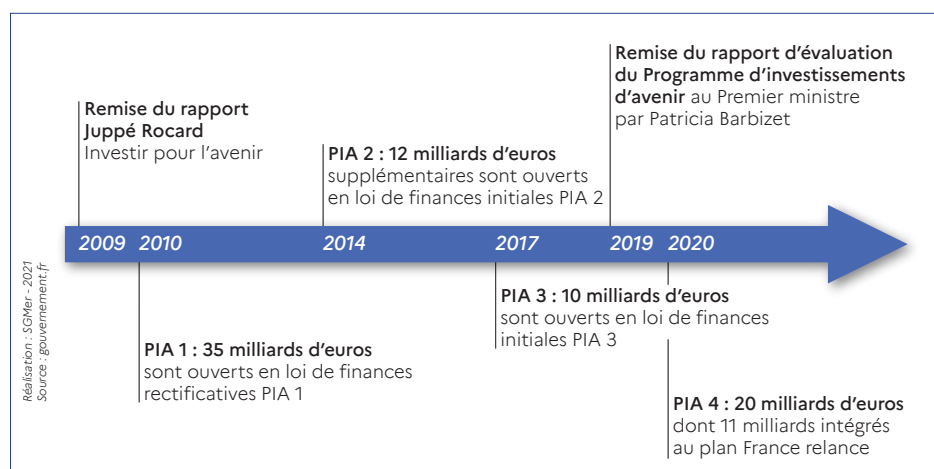 Remise du rapport
Juppé Rocard
Investir pour l'avenir
PIA 2 : 12 milliards d'euros
supplémentaires sont ouverts
en loi de finances initiales PIA 2
Remise du rapport d'évaluation
du Programme d'investissements
d'avenir au Premier ministre
par Patricia Barbizet
2009 2010 2014 2017 2019 2020
PIA 1 : 35 milliards d'euros
sont ouverts en loi de finances
rectificatives PIA 1
PIA 3 : 10 milliards d'euros
sont ouverts en loi de finances
initiales PIA 3
PIA 4 : 20 milliards d'euros
dont 11 milliards intégrés
au plan France relance
Réalisation : SGMer - 2021
Source : gouvernement.fr